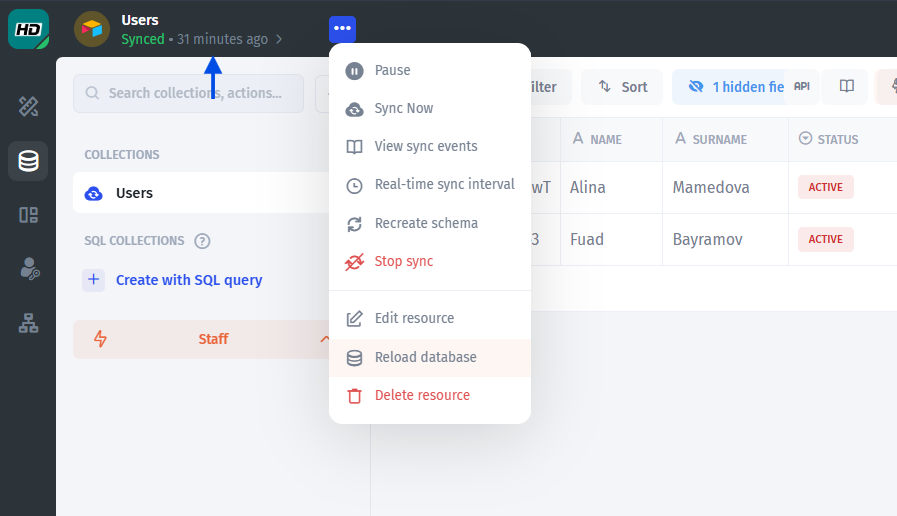 HD
Users
Synced • 31 minutes ago
Search collections, actions...
COLLECTIONS
Users
SQL COLLECTIONS ?
+ Create with SQL query
Staff
Pause
Sync Now
View sync events
Real-time sync interval
Recreate schema
Stop sync
Edit resource
Reload database
Delete resource
ilter
Sort
1 hidden fie
API
A NAME
A SURNAME
STATUS
wT
Alina
Mamedova
ACTIVE
3
Fuad
Bayramov
ACTIVE